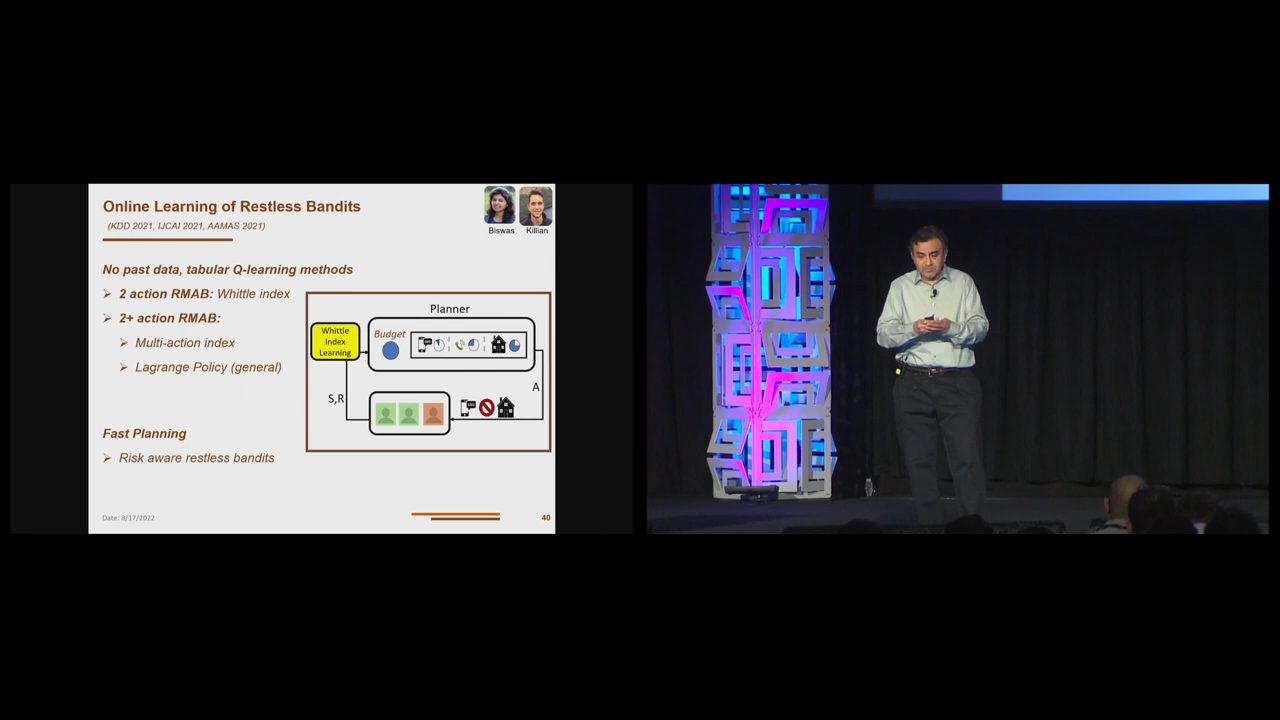 Online Learning of Restless Bandits
(KDD 2021, IJCAI 2021, AAMAS 2021)
Biswas
Killian
No past data, tabular Q-learning methods
2 action RMAB: Whittle index
2+ action RMAB:
Multi-action index
Lagrange Policy (general)
Planner
Whittle
Index
Learning
Budget
S,R
A
Fast Planning
Risk aware restless bandits
Date: 8/17/2022
40